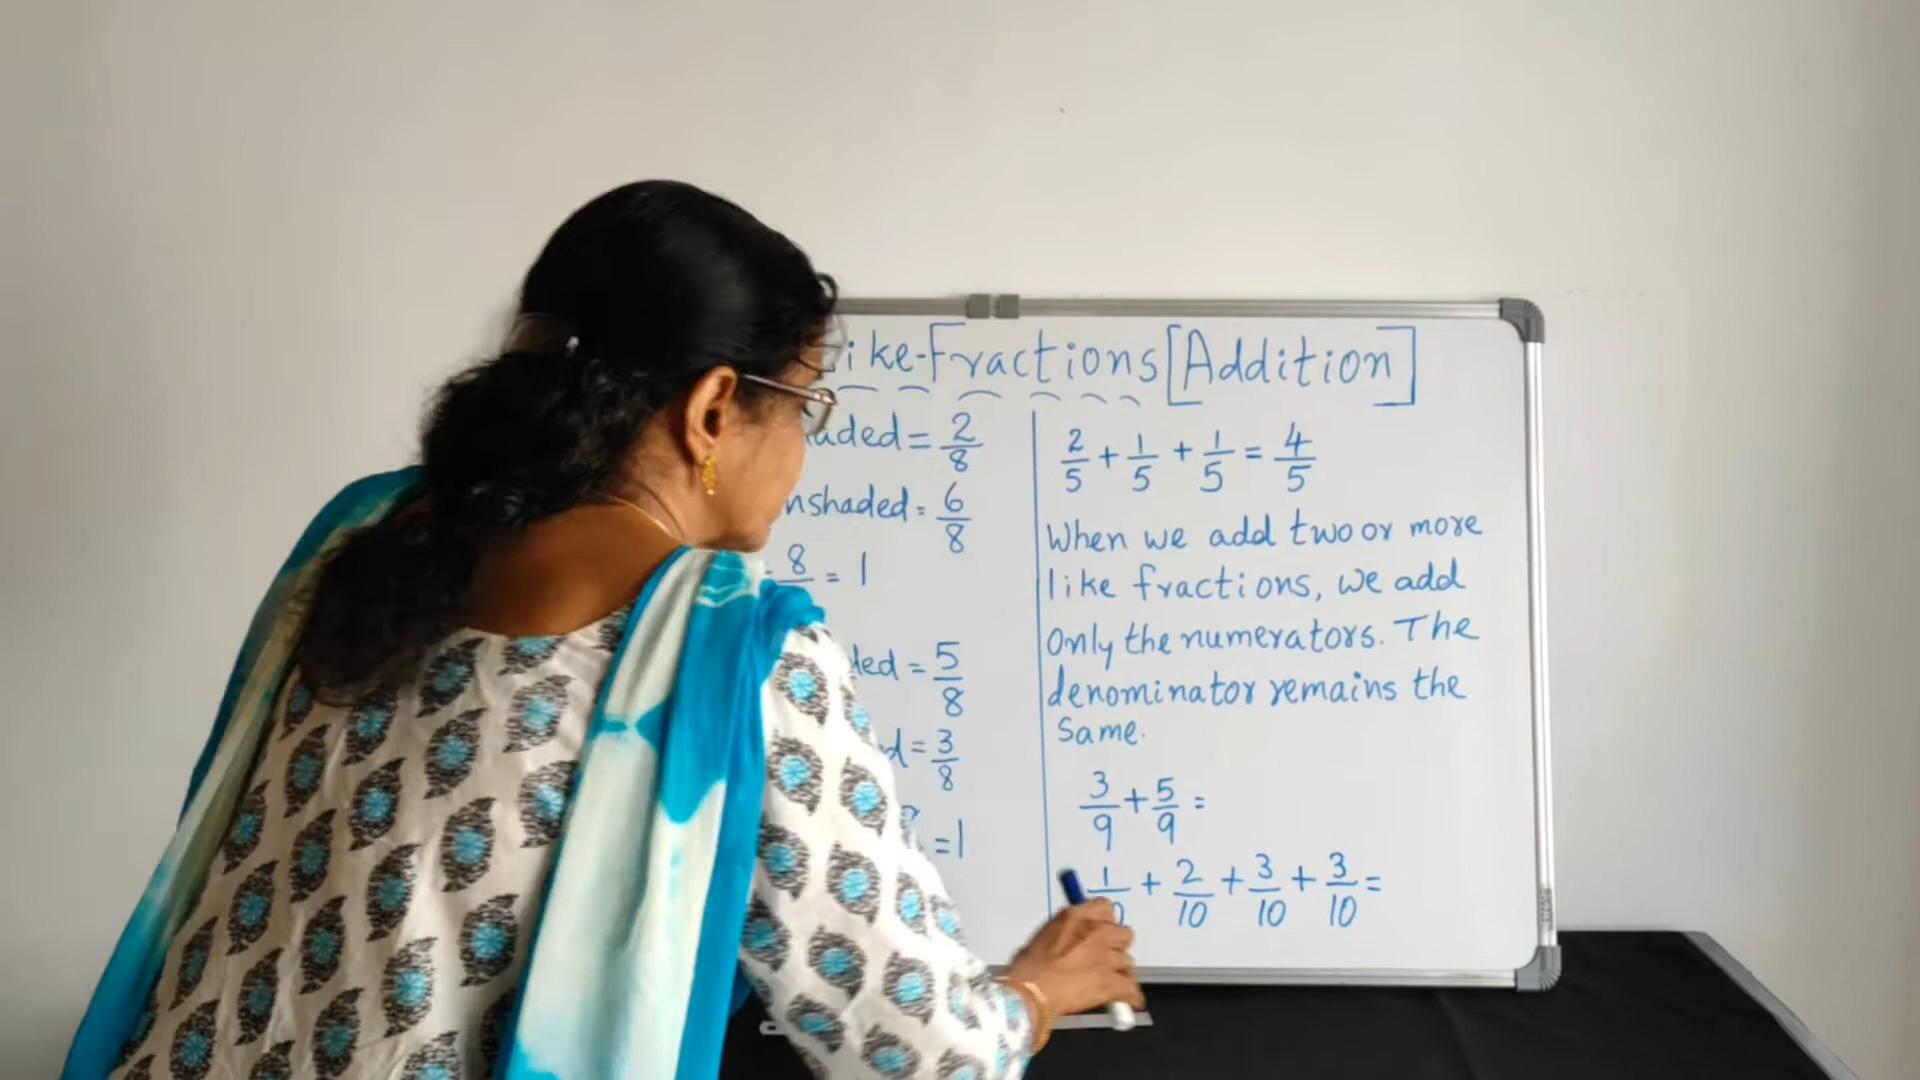 ike-Fractions [Addition]
aded = 2/8
nshaded = 6/8
8/ = 1
ded = 5/8
d = 3/8
= 1
2/5 + 1/5 + 1/5 = 4/5
When we add two or more
like fractions, we add
Only the numerators. The
denominator remains the
Same.
3/9 + 5/9 =
1/10 + 2/10 + 3/10 + 3/10 =